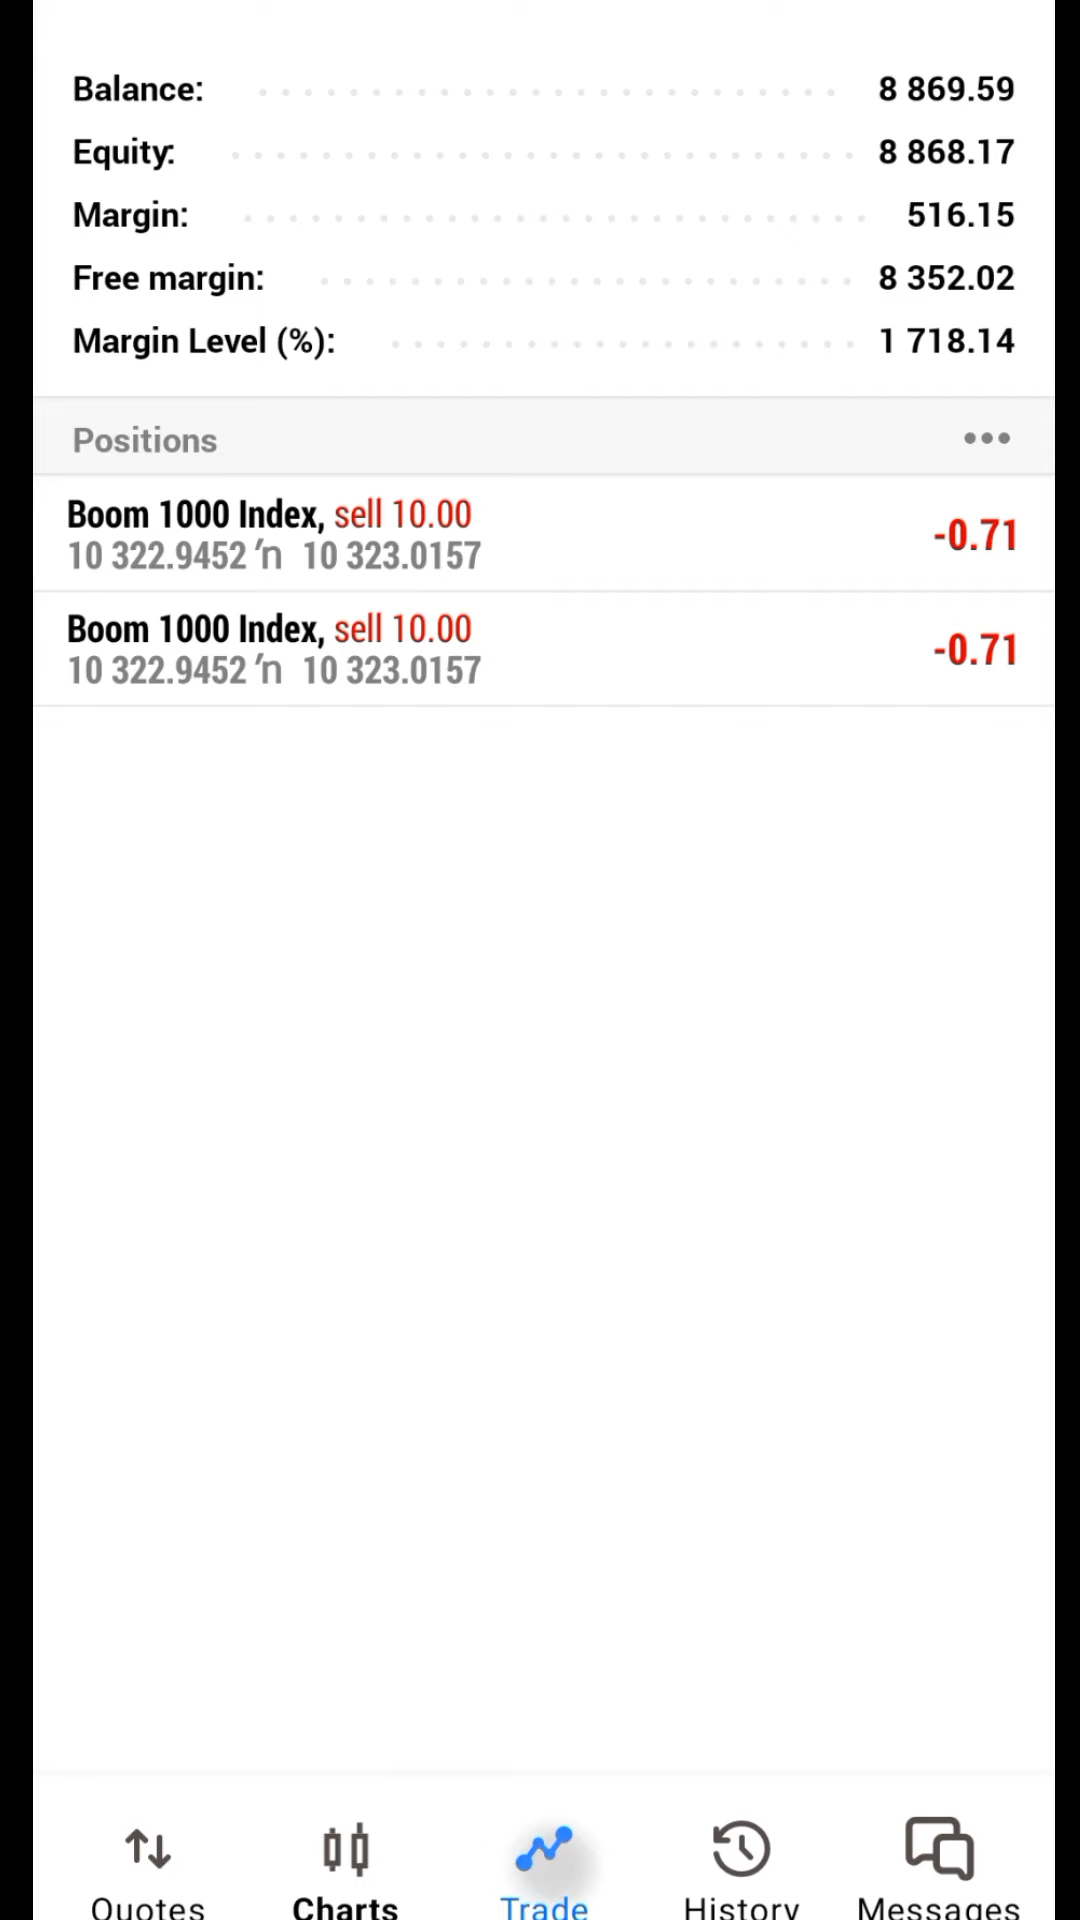 Balance: 8 869.59
Equity: 8 868.17
Margin: 516.15
Free margin: 8 352.02
Margin Level (%): 1 718.14
Positions
Boom 1000 Index, sell 10.00
10 322.9452 ’n 10 323.0157
-0.71
Boom 1000 Index, sell 10.00
10 322.9452 ’n 10 323.0157
-0.71
Quotes Charts Trade History Messages